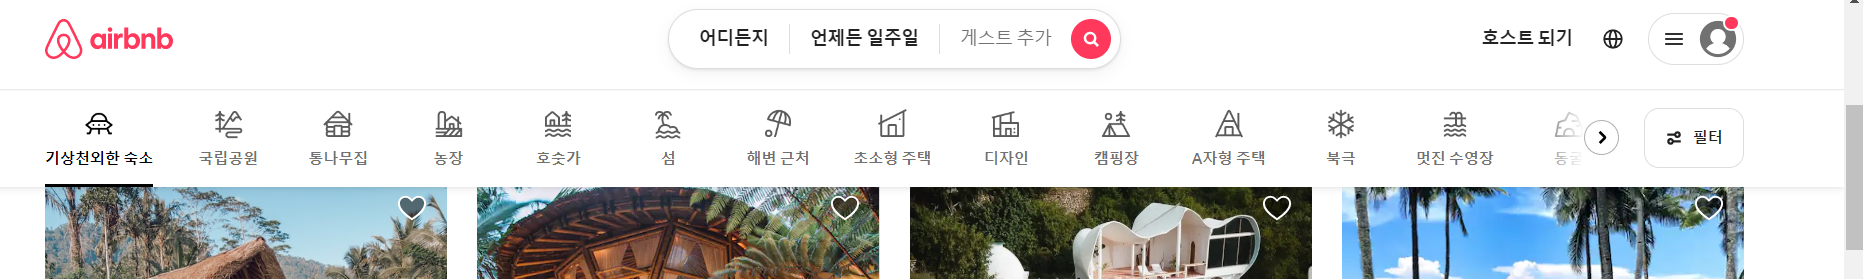 airbnb
어디든지
언제든 일주일
게스트 추가
호스트 되기
기상천외한 숙소
국립공원
통나무집
농장
호숫가
섬
해변 근처
초소형 주택
디자인
캠핑장
A자형 주택
북극
멋진 수영장
동굴
필터